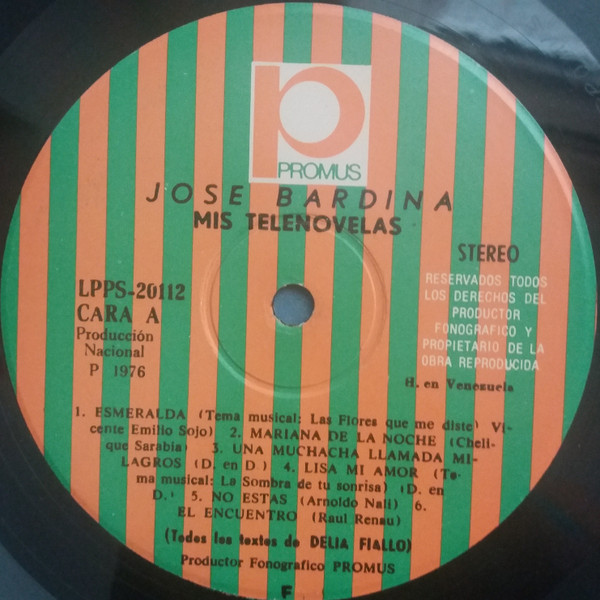 PROMUS
JOSE BARDINA
MIS TELENOVELAS
STEREO
LPPS-20112
CARA A
Producción
Nacional
P 1976
RESERVADOS TODOS
LOS DERECHOS DEL
PRODUCTOR
FONOGRAFICO Y
PROPIETARIO DE LA
OBRA REPRODUCIDA
H. en Venezuela
1. ESMERALDA (Tema musical: Las Flores que me diste) Vi-
cente Emilio Sojo) 2. MARIANA DE LA NOCHE (Cheli-
que Sarabia) 3. UNA MUCHACHA LLAMADA MI-
LAGROS (D. en D) 4. LISA MI AMOR (Te-
ma musical: La Sombra de tu sonrisa) (D. en
D.) 5. NO ESTAS (Arnoldo Nali) 6.
EL ENCUENTRO (Raul Renau)
(Todos los textos de DELIA FIALLO)
Productor Fonografico PROMUS